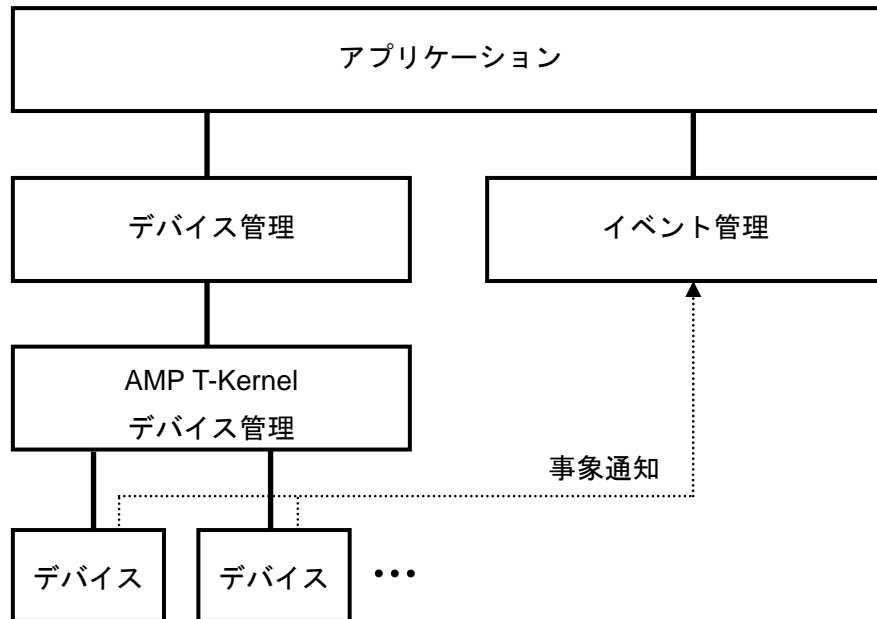 アプリケーション
デバイス管理
イベント管理
AMP T-Kernel
デバイス管理
事象通知
デバイス
デバイス
•••